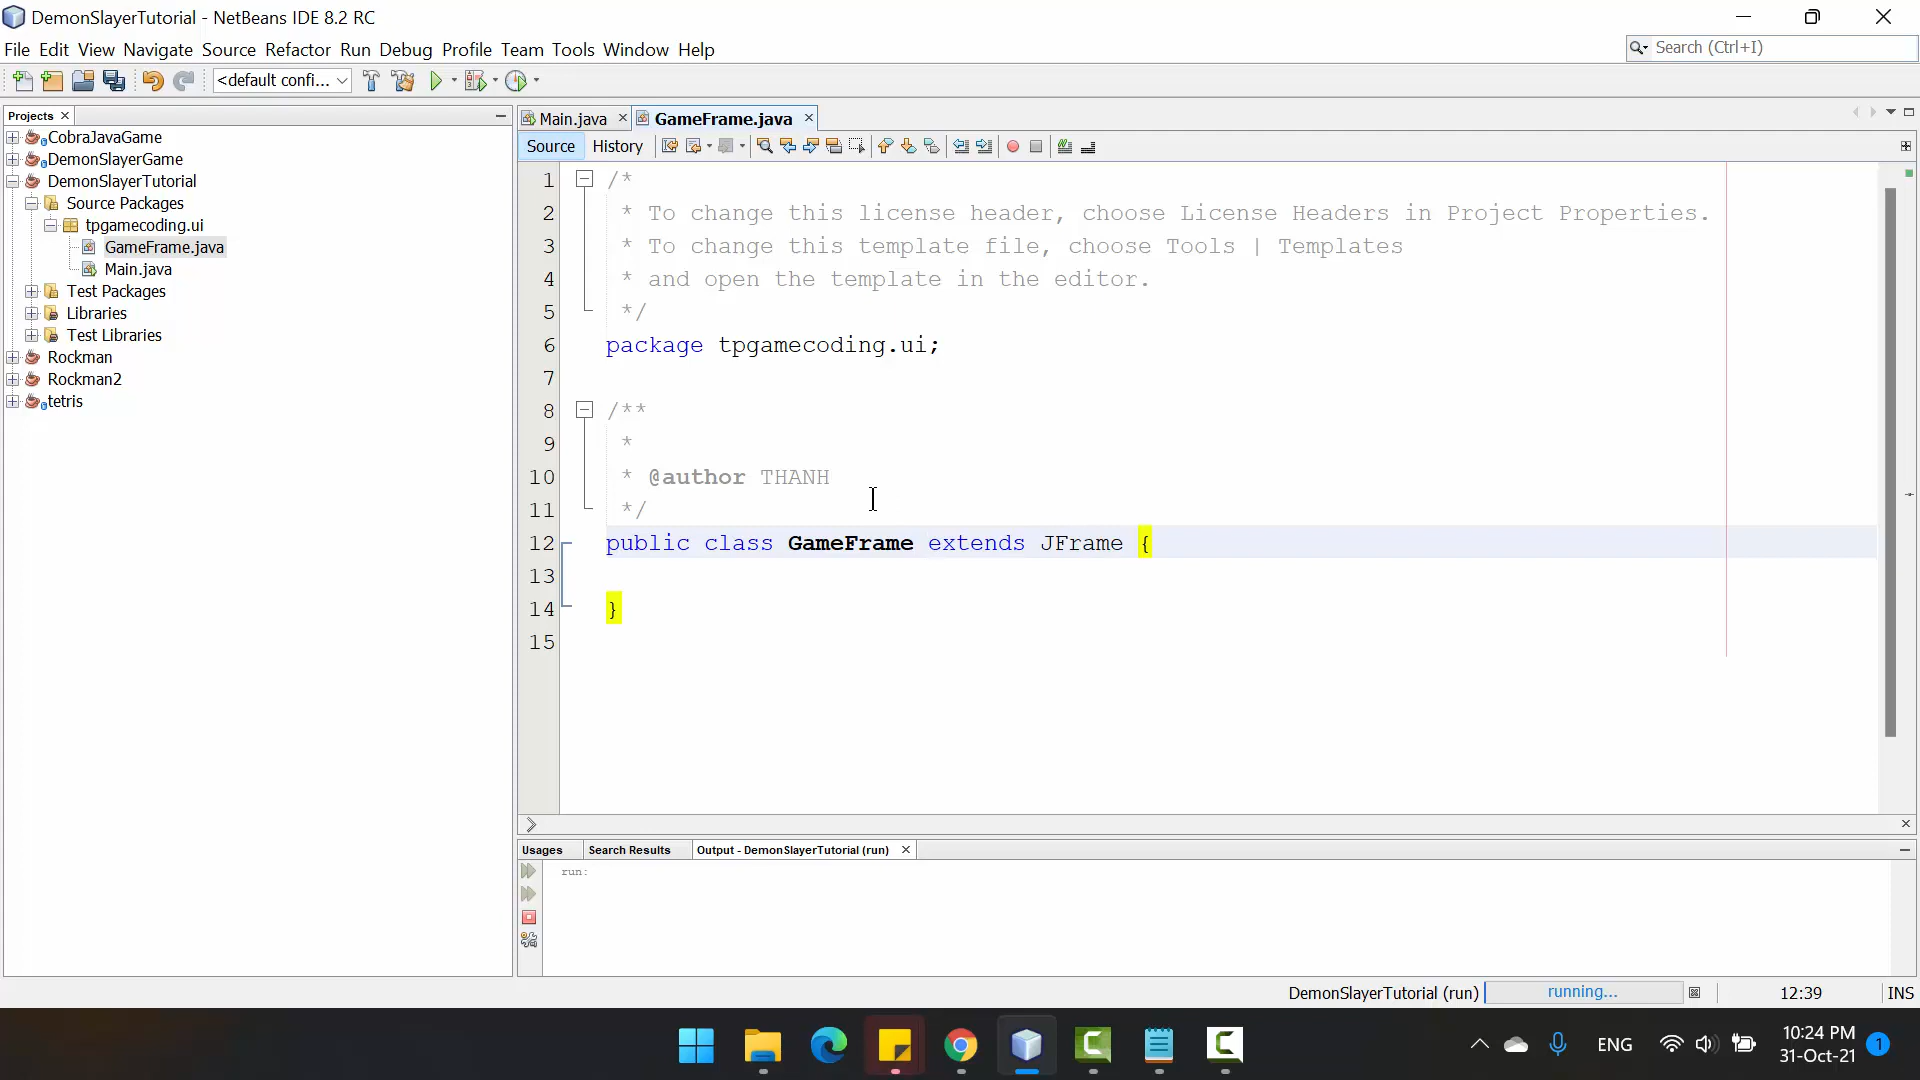 DemonSlayerTutorial - NetBeans IDE 8.2 RC
File Edit View Navigate Source Refactor Run Debug Profile Team Tools Window Help
Search (Ctrl+I)
<default confi...
Projects
CobraJavaGame
DemonSlayerGame
DemonSlayerTutorial
Source Packages
tpgamecoding.ui
GameFrame.java
Main.java
Test Packages
Libraries
Test Libraries
Rockman
Rockman2
tetris
Main.java GameFrame.java
Source History
1 /*
2 * To change this license header, choose License Headers in Project Properties.
3 * To change this template file, choose Tools | Templates
4 * and open the template in the editor.
5 */
6 package tpgamecoding.ui;
7
8 /**
9 *
10 * @author THANH
11 */
12 public class GameFrame extends JFrame {
13
14 }
15
Usages Search Results Output - DemonSlayerTutorial (run)
run:
DemonSlayerTutorial (run) running... 12:39 INS
ENG
10:24 PM
31-Oct-21
1